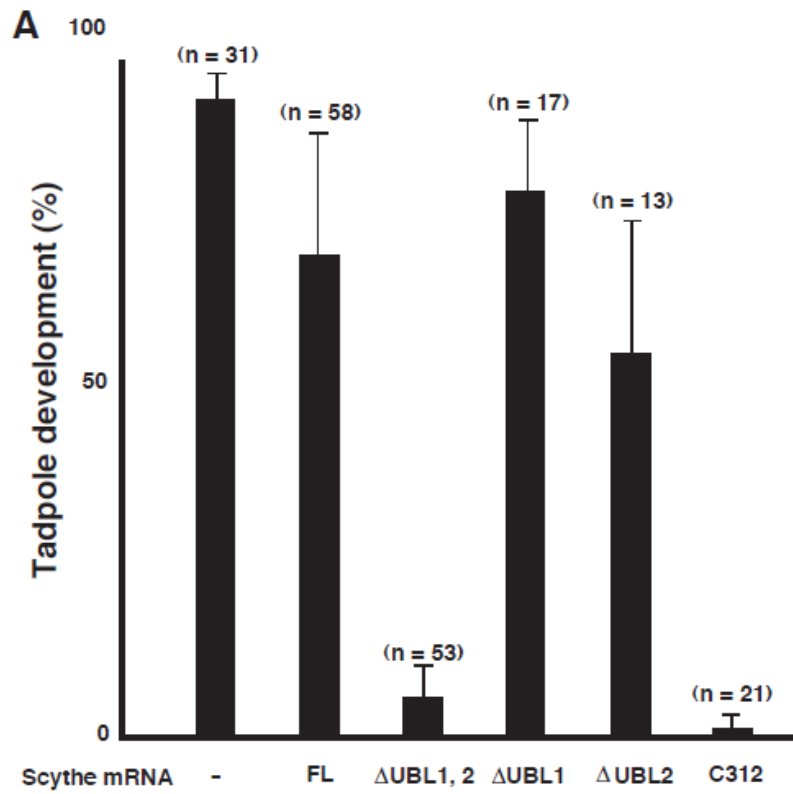 A
100
(n = 31)
(n = 58)
(n = 17)
(n = 13)
Tadpole development (%)
50
(n = 53)
(n = 21)
0
Scythe mRNA - FL ΔUBL1, 2 ΔUBL1 ΔUBL2 C312